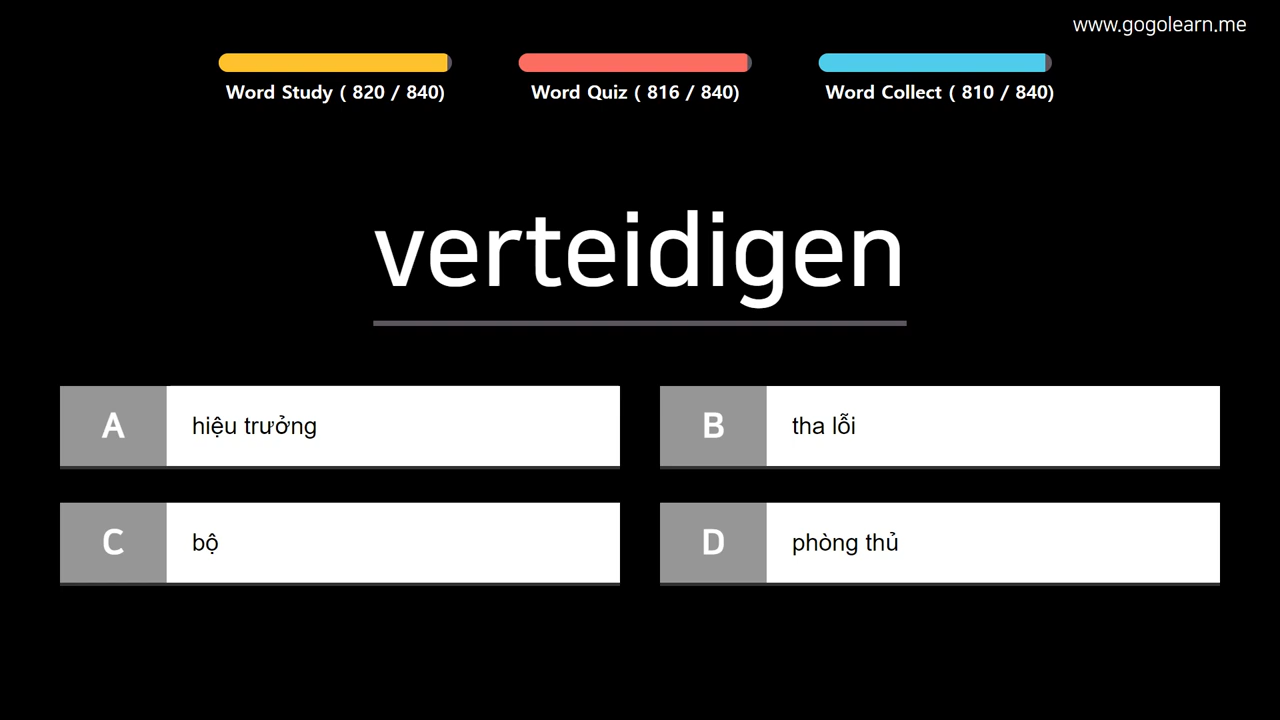 www.gogolearn.me
Word Study ( 820 / 840)
Word Quiz ( 816 / 840)
Word Collect ( 810 / 840)
verteidigen
A
hiệu trưởng
B
tha lỗi
C
bộ
D
phòng thủ